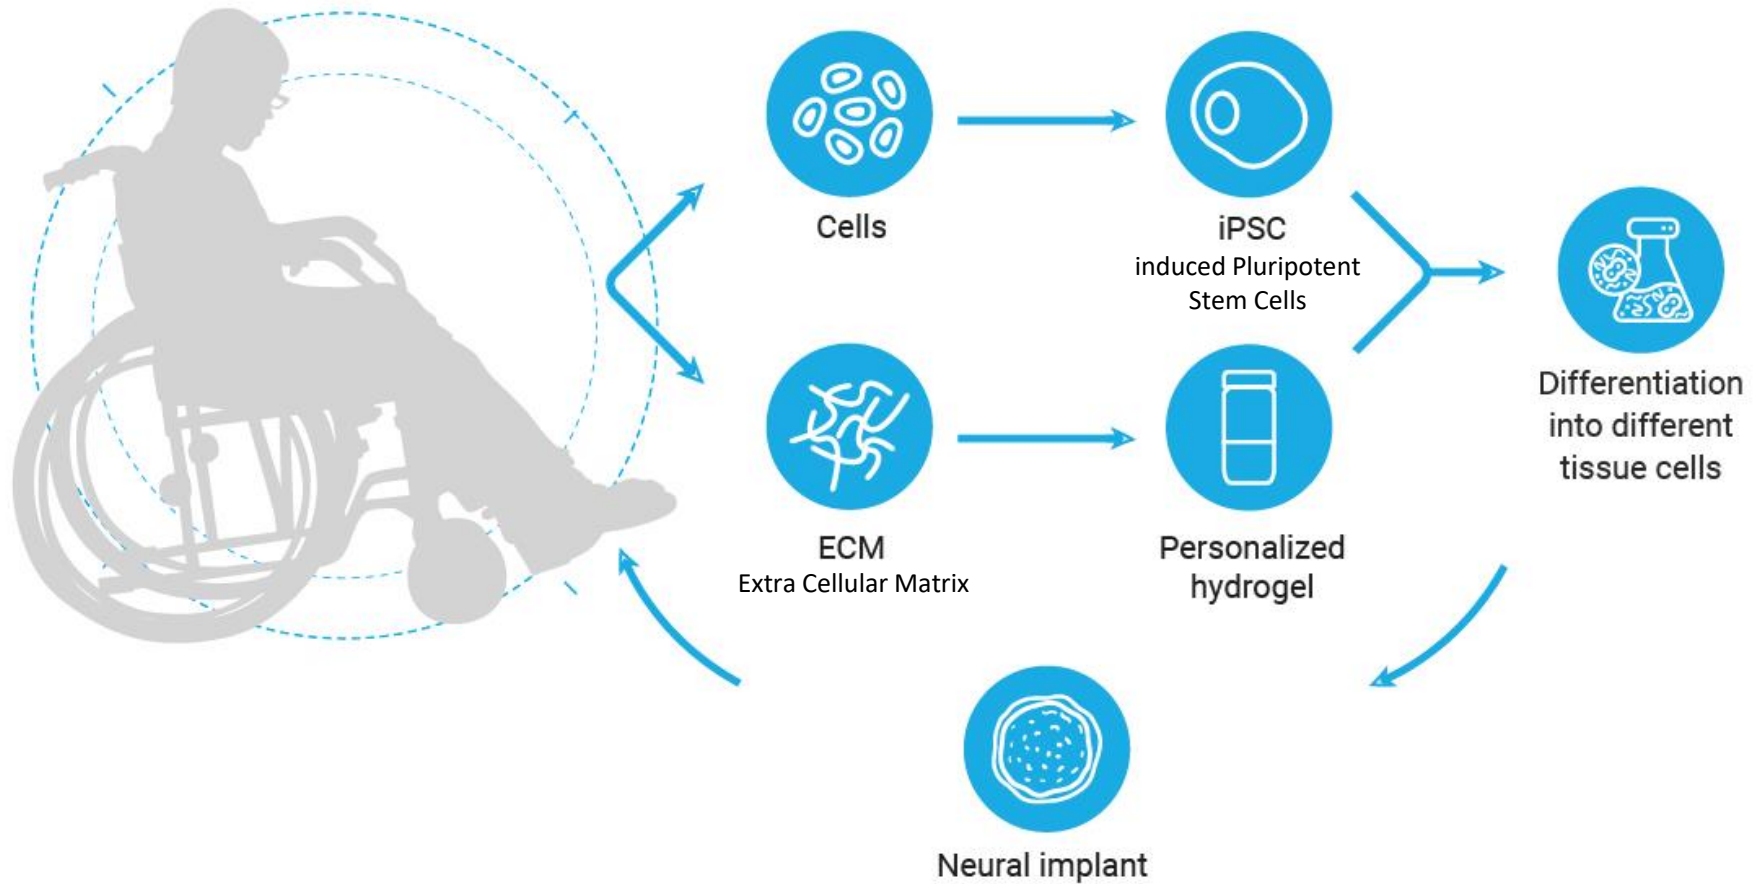 Cells
iPSC
induced Pluripotent
Stem Cells
ECM
Extra Cellular Matrix
Personalized
hydrogel
Differentiation
into different
tissue cells
Neural implant